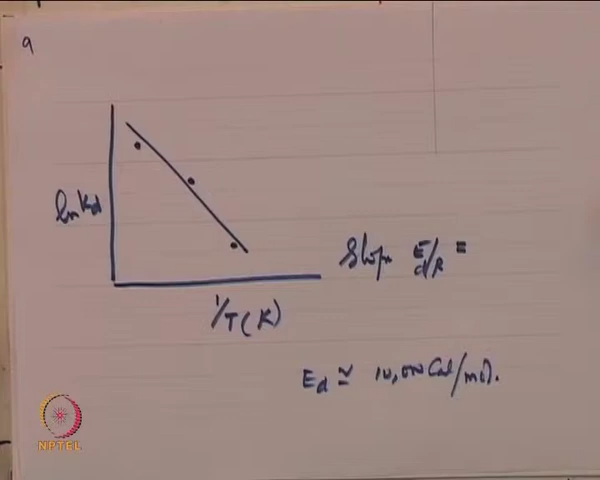 9
ln Kd
1/T(K)
Slope Ed/R =
Ed ≃ 10,000 Cal/mol.
NPTEL